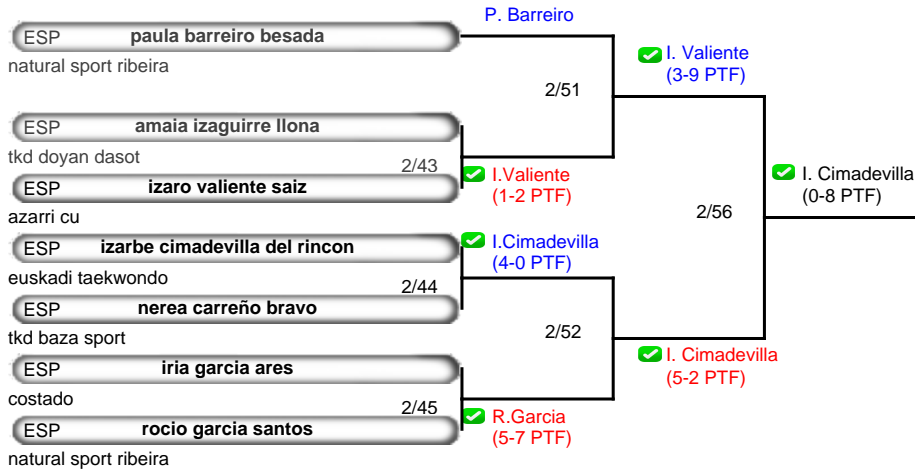 P. Barreiro
ESP paula barreiro besada
natural sport ribeira
I. Valiente
(3-9 PTF)
2/51
ESP amaia izaguirre llona
tkd doyan dasot
2/43
I.Valiente
(1-2 PTF)
ESP izaro valiente saiz
azarri cu
I. Cimadevilla
(0-8 PTF)
2/56
ESP izarbe cimadevilla del rincon
euskadi taekwondo
I.Cimadevilla
(4-0 PTF)
2/44
ESP nerea carreño bravo
tkd baza sport
2/52
I. Cimadevilla
(5-2 PTF)
ESP iria garcia ares
costado
2/45
R.Garcia
(5-7 PTF)
ESP rocio garcia santos
natural sport ribeira